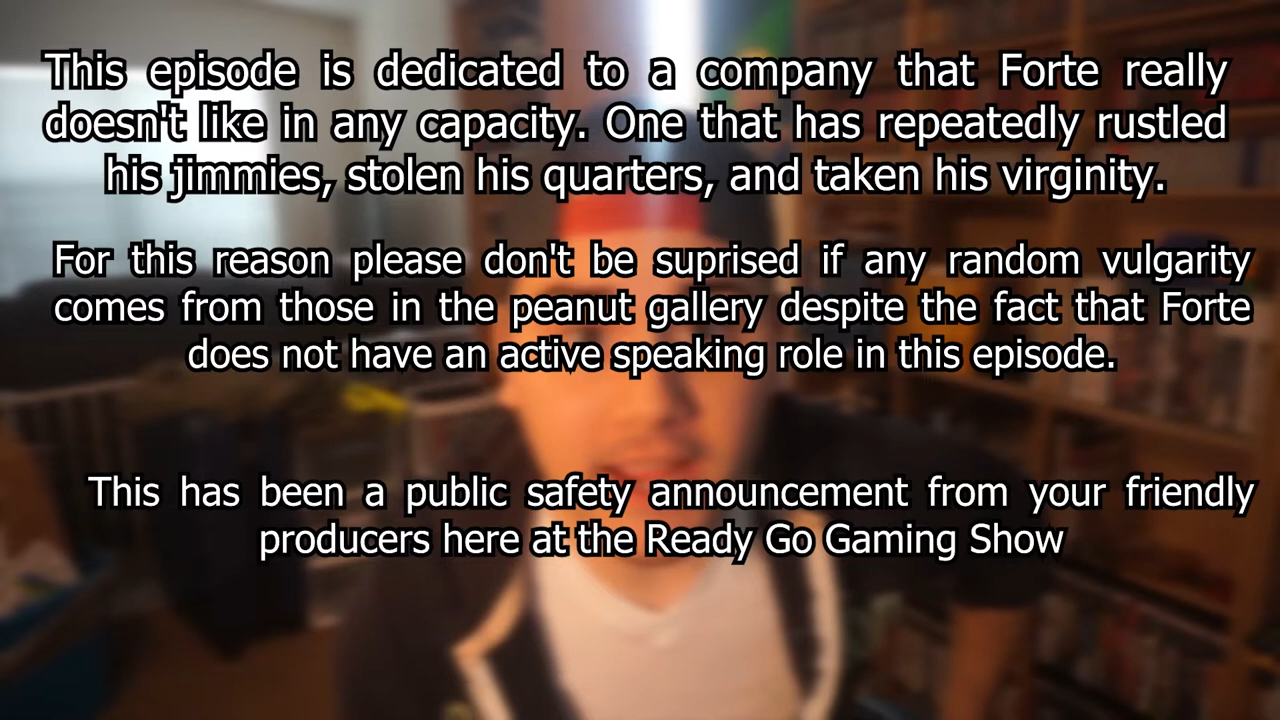 This episode is dedicated to a company that Forte really
doesn't like in any capacity. One that has repeatedly rustled
his jimmies, stolen his quarters, and taken his virginity.
For this reason please don't be suprised if any random vulgarity
comes from those in the peanut gallery despite the fact that Forte
does not have an active speaking role in this episode.
This has been a public safety announcement from your friendly
producers here at the Ready Go Gaming Show